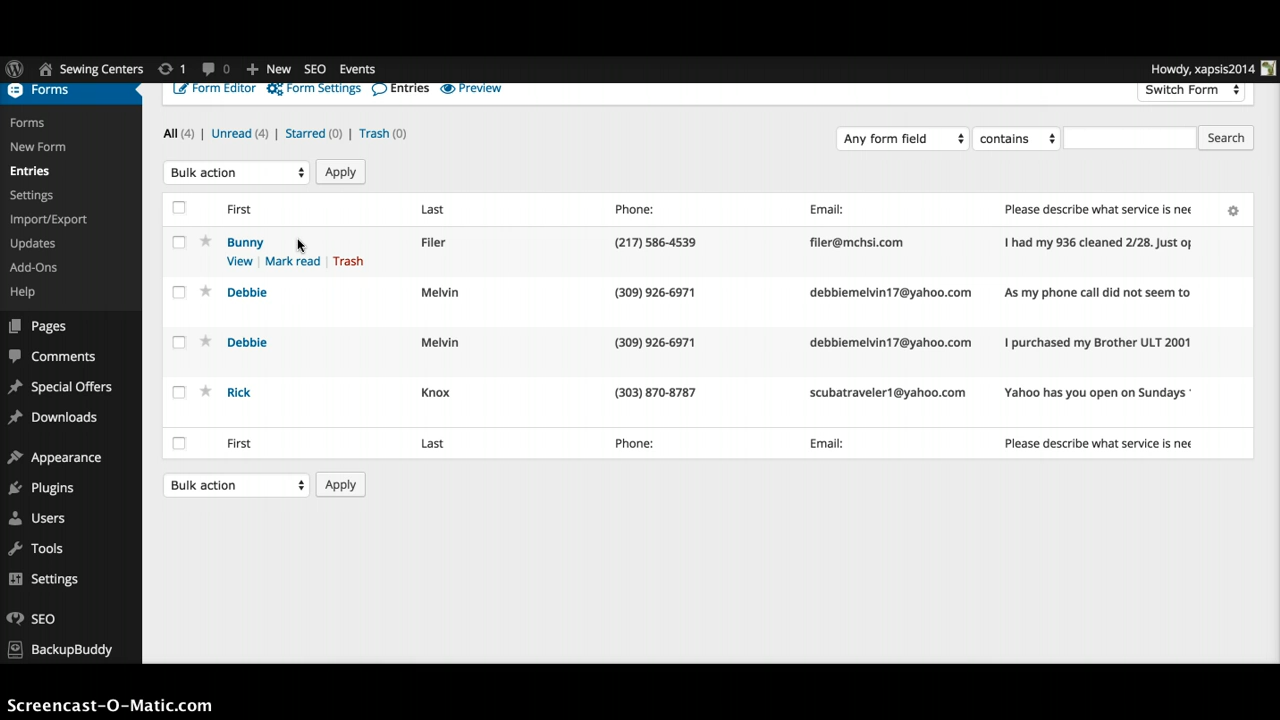 Sewing Centers 1 0 New SEO Events Howdy, xapsis2014
Forms
Forms
New Form
Entries
Settings
Import/Export
Updates
Add-Ons
Help
Pages
Comments
Special Offers
Downloads
Appearance
Plugins
Users
Tools
Settings
SEO
BackupBuddy
Form Editor Form Settings Entries Preview Switch Form
All (4) | Unread (4) | Starred (0) | Trash (0)
Any form field contains Search
Bulk action Apply
First Last Phone: Email: Please describe what service is nee
Bunny Filer (217) 586-4539 filer@mchsi.com I had my 936 cleaned 2/28. Just op
View | Mark read | Trash
Debbie Melvin (309) 926-6971 debbiemelvin17@yahoo.com As my phone call did not seem to
Debbie Melvin (309) 926-6971 debbiemelvin17@yahoo.com I purchased my Brother ULT 2001
Rick Knox (303) 870-8787 scubatraveler1@yahoo.com Yahoo has you open on Sundays
First Last Phone: Email: Please describe what service is nee
Bulk action Apply
Screencast-O-Matic.com